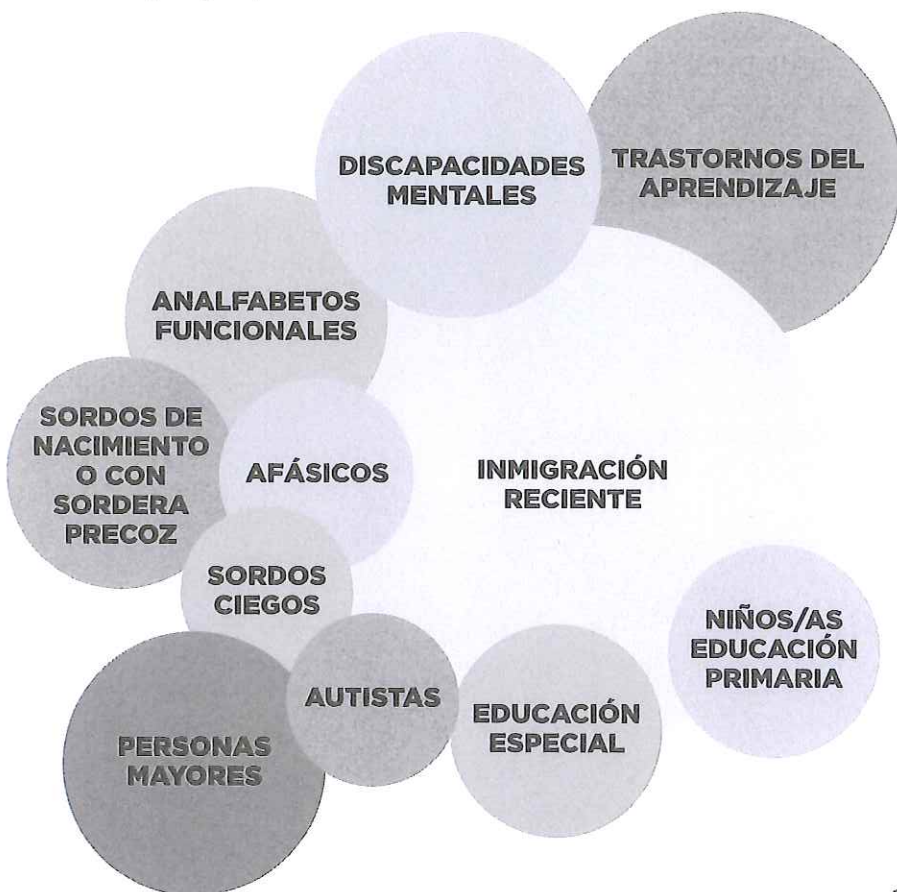 DISCAPACIDADES
MENTALES
TRASTORNOS DEL
APRENDIZAJE
ANALFABETOS
FUNCIONALES
SORDOS DE
NACIMIENTO
O CON
SORDERA
PRECOZ
AFÁSICOS
INMIGRACIÓN
RECIENTE
SORDOS
CIEGOS
NIÑOS/AS
EDUCACIÓN
PRIMARIA
AUTISTAS
EDUCACIÓN
ESPECIAL
PERSONAS
MAYORES